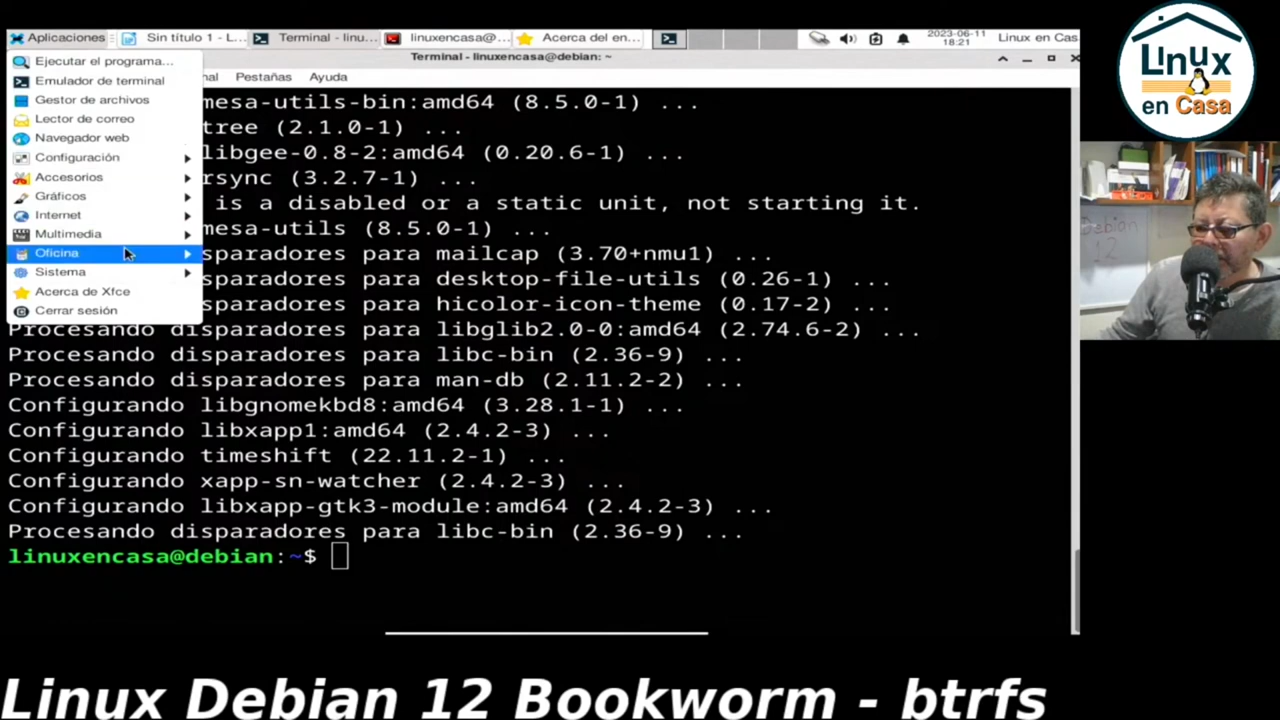 Aplicaciones
Sin título 1 - L...
Terminal - linu...
linuxencasa@...
Acerca del en...
2023-06-11
18:21
Linux en Casa
Terminal - linuxencasa@debian: ~
Ejecutar el programa...
Emulador de terminal
Gestor de archivos
Lector de correo
Navegador web
Configuración
Accesorios
Gráficos
Internet
Multimedia
Oficina
Sistema
Acerca de Xfce
Cerrar sesión
nal Pestañas Ayuda
mesa-utils-bin:amd64 (8.5.0-1) ...
tree (2.1.0-1) ...
libgee-0.8-2:amd64 (0.20.6-1) ...
rsync (3.2.7-1) ...
is a disabled or a static unit, not starting it.
mesa-utils (8.5.0-1) ...
sparadores para mailcap (3.70+nmu1) ...
sparadores para desktop-file-utils (0.26-1) ...
sparadores para hicolor-icon-theme (0.17-2) ...
Procesando disparadores para libglib2.0-0:amd64 (2.74.6-2) ...
Procesando disparadores para libc-bin (2.36-9) ...
Procesando disparadores para man-db (2.11.2-2) ...
Configurando libgnomekbd8:amd64 (3.28.1-1) ...
Configurando libxapp1:amd64 (2.4.2-3) ...
Configurando timeshift (22.11.2-1) ...
Configurando xapp-sn-watcher (2.4.2-3) ...
Configurando libxapp-gtk3-module:amd64 (2.4.2-3) ...
Procesando disparadores para libc-bin (2.36-9) ...
linuxencasa@debian:~$
Linux
en Casa
Debian
12
Linux Debian 12 Bookworm - btrfs